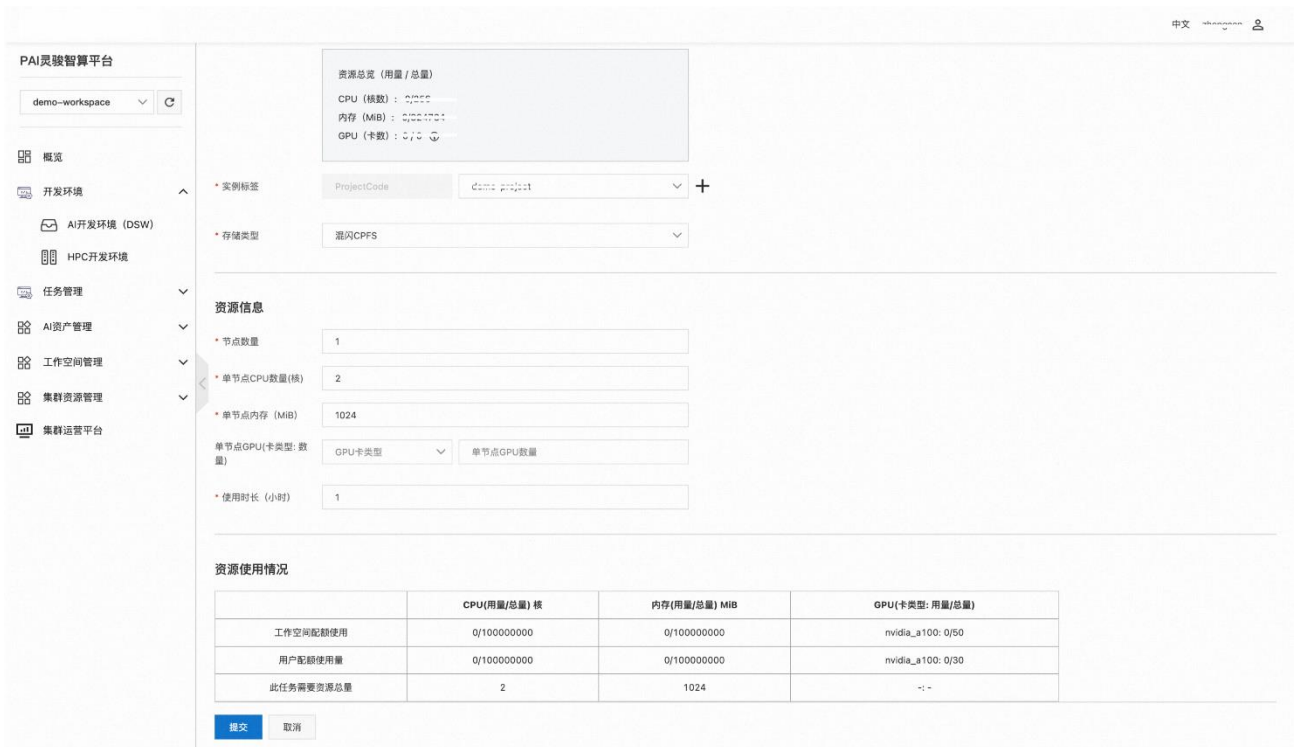 中文
PAI灵骏智算平台
demo-workspace
概览
开发环境
AI开发环境（DSW）
HPC开发环境
任务管理
AI资产管理
工作空间管理
集群资源管理
集群运营平台
资源总览（用量 / 总量）
CPU（核数）：
内存（MiB）：
GPU（卡数）：
* 实例标签 ProjectCode
* 存储类型 混闪CPFS
资源信息
* 节点数量 1
* 单节点CPU数量(核) 2
* 单节点内存（MiB） 1024
单节点GPU(卡类型: 数
量) GPU卡类型 单节点GPU数量
* 使用时长（小时） 1
资源使用情况
CPU(用量/总量) 核 内存(用量/总量) MiB GPU(卡类型: 用量/总量)
工作空间配额使用 0/100000000 0/100000000 nvidia_a100: 0/50
用户配额使用量 0/100000000 0/100000000 nvidia_a100: 0/30
此任务需要资源总量 2 1024 -: -
提交 取消